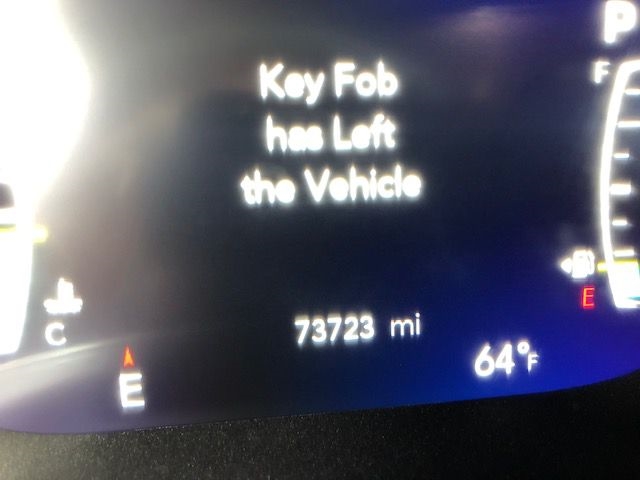 P
F
Key Fob
has Left
the Vehicle
E
C
73723 mi
64°F
E